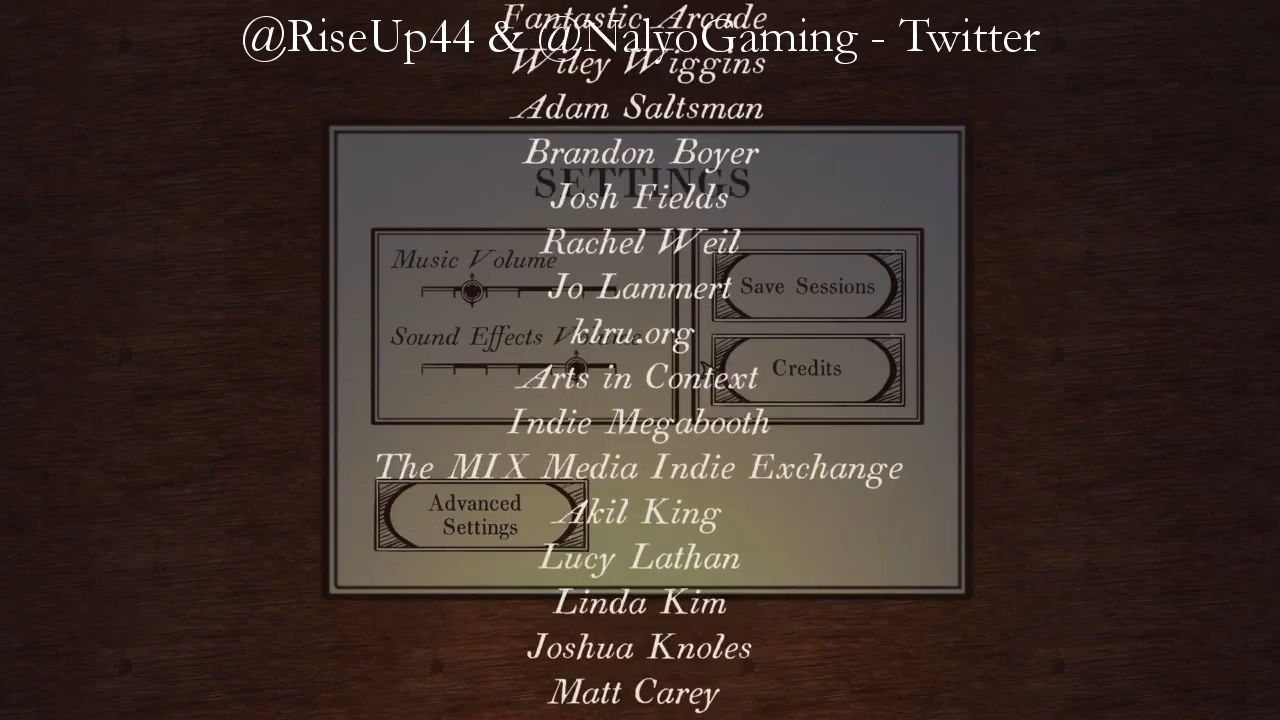 Fantastic Arcade
@RiseUp44 & @NalyoGaming - Twitter
Wiley Wiggins
Adam Saltsman
Brandon Boyer
SETTINGS
Josh Fields
Rachel Weil
Music Volume
Jo Lammert
Save Sessions
klru.org
Sound Effects Volume
Credits
Arts in Context
Indie Megabooth
The MIX Media Indie Exchange
Advanced
Settings
Akil King
Lucy Lathan
Linda Kim
Joshua Knoles
Matt Carey